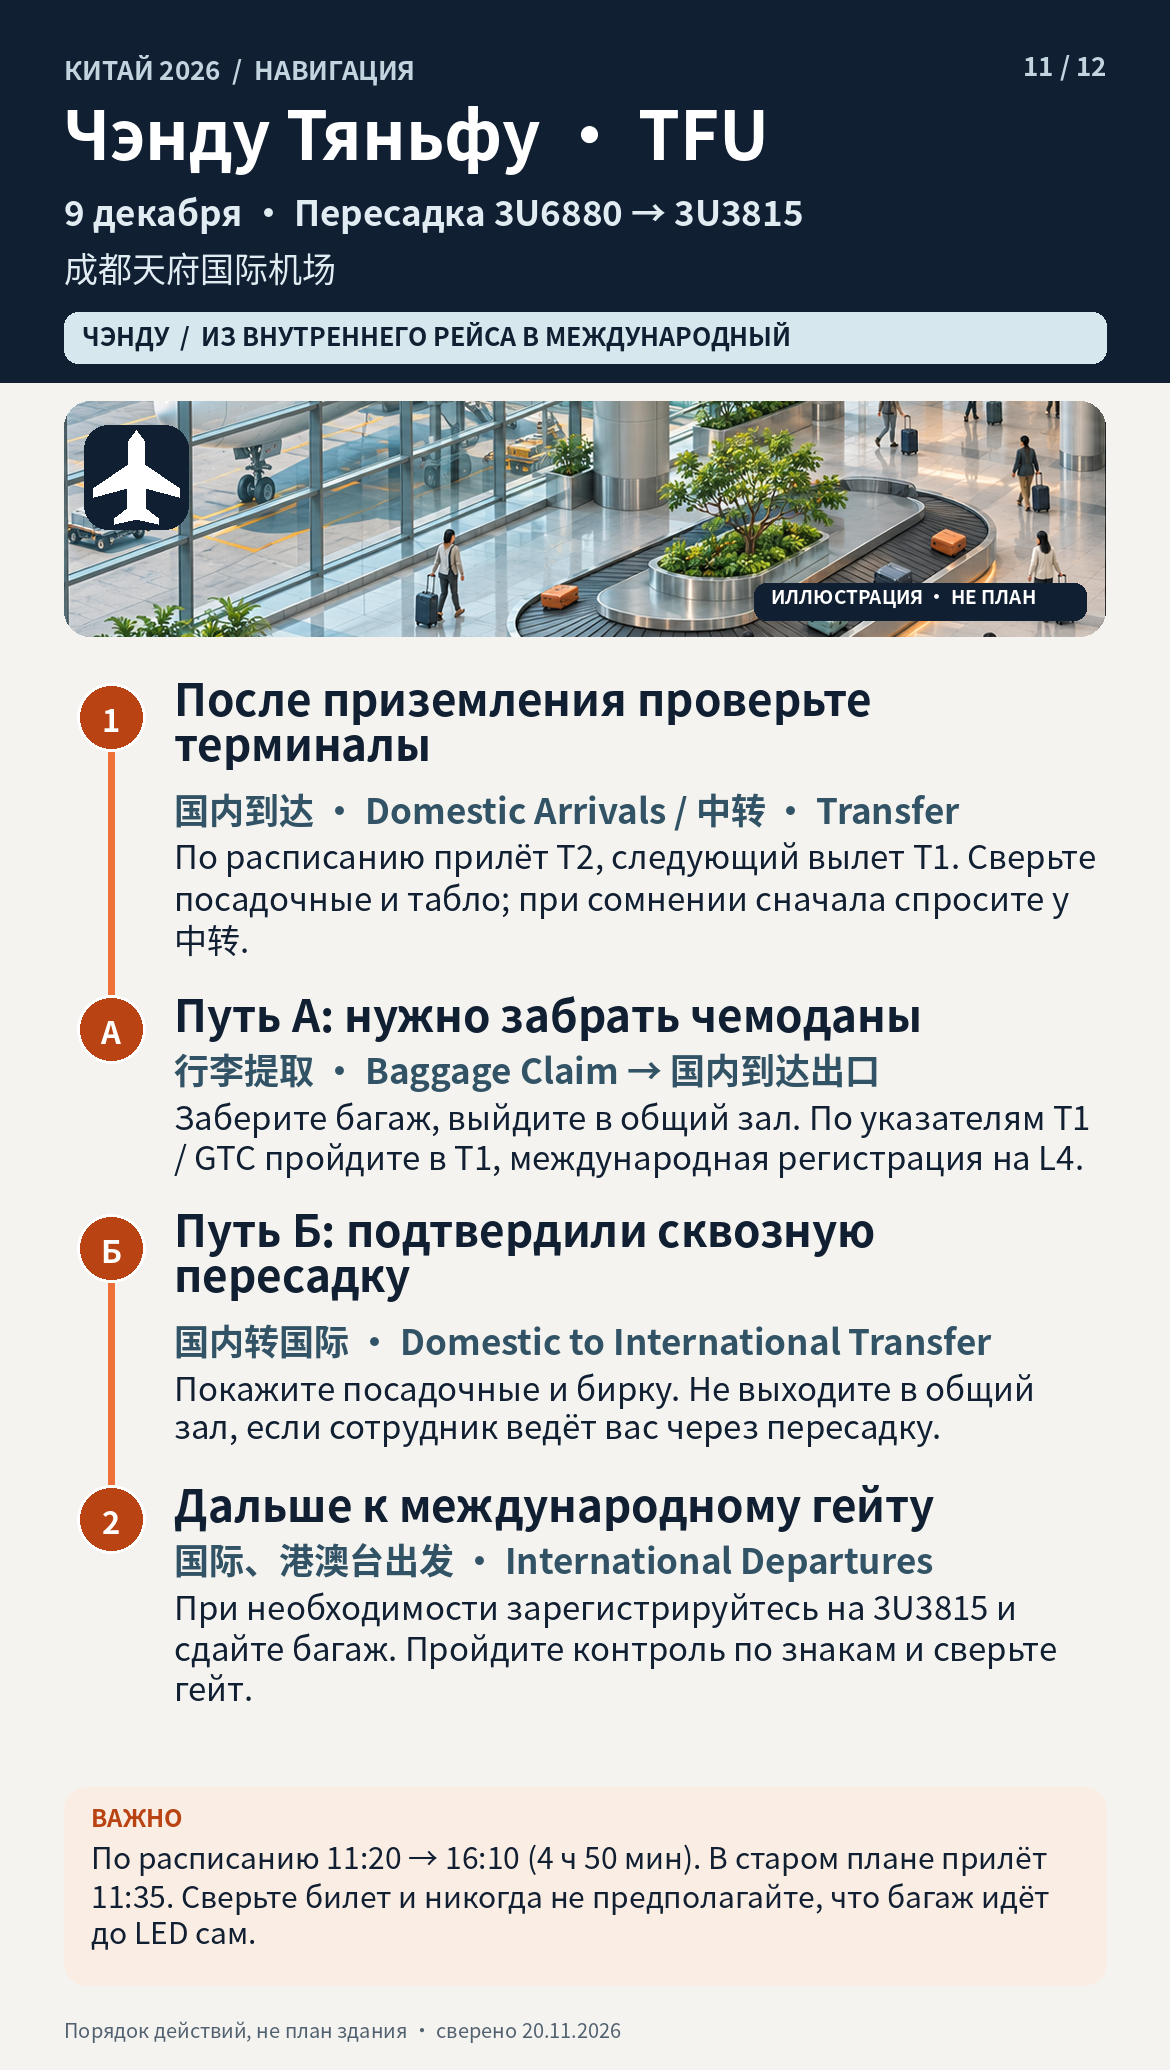 КИТАЙ 2026 / НАВИГАЦИЯ
11 / 12
Чэнду Тяньфу • TFU
9 декабря • Пересадка 3U6880 → 3U3815
成都天府国际机场
ЧЭНДУ / ИЗ ВНУТРЕННЕГО РЕЙСА В МЕЖДУНАРОДНЫЙ
ИЛЛЮСТРАЦИЯ • НЕ ПЛАН
1
После приземления проверьте
терминалы
国内到达 • Domestic Arrivals / 中转 • Transfer
По расписанию прилёт T2, следующий вылет T1. Сверьте
посадочные и табло; при сомнении сначала спросите у
中转.
А
Путь А: нужно забрать чемоданы
行李提取 • Baggage Claim → 国内到达出口
Заберите багаж, выйдите в общий зал. По указателям T1
/ GTC пройдите в T1, международная регистрация на L4.
Б
Путь Б: подтвердили сквозную
пересадку
国内转国际 • Domestic to International Transfer
Покажите посадочные и бирку. Не выходите в общий
зал, если сотрудник ведёт вас через пересадку.
2
Дальше к международному гейту
国际、港澳台出发 • International Departures
При необходимости зарегистрируйтесь на 3U3815 и
сдайте багаж. Пройдите контроль по знакам и сверьте
гейт.
ВАЖНО
По расписанию 11:20 → 16:10 (4 ч 50 мин). В старом плане прилёт
11:35. Сверьте билет и никогда не предполагайте, что багаж идёт
до LED сам.
Порядок действий, не план здания • сверено 20.11.2026